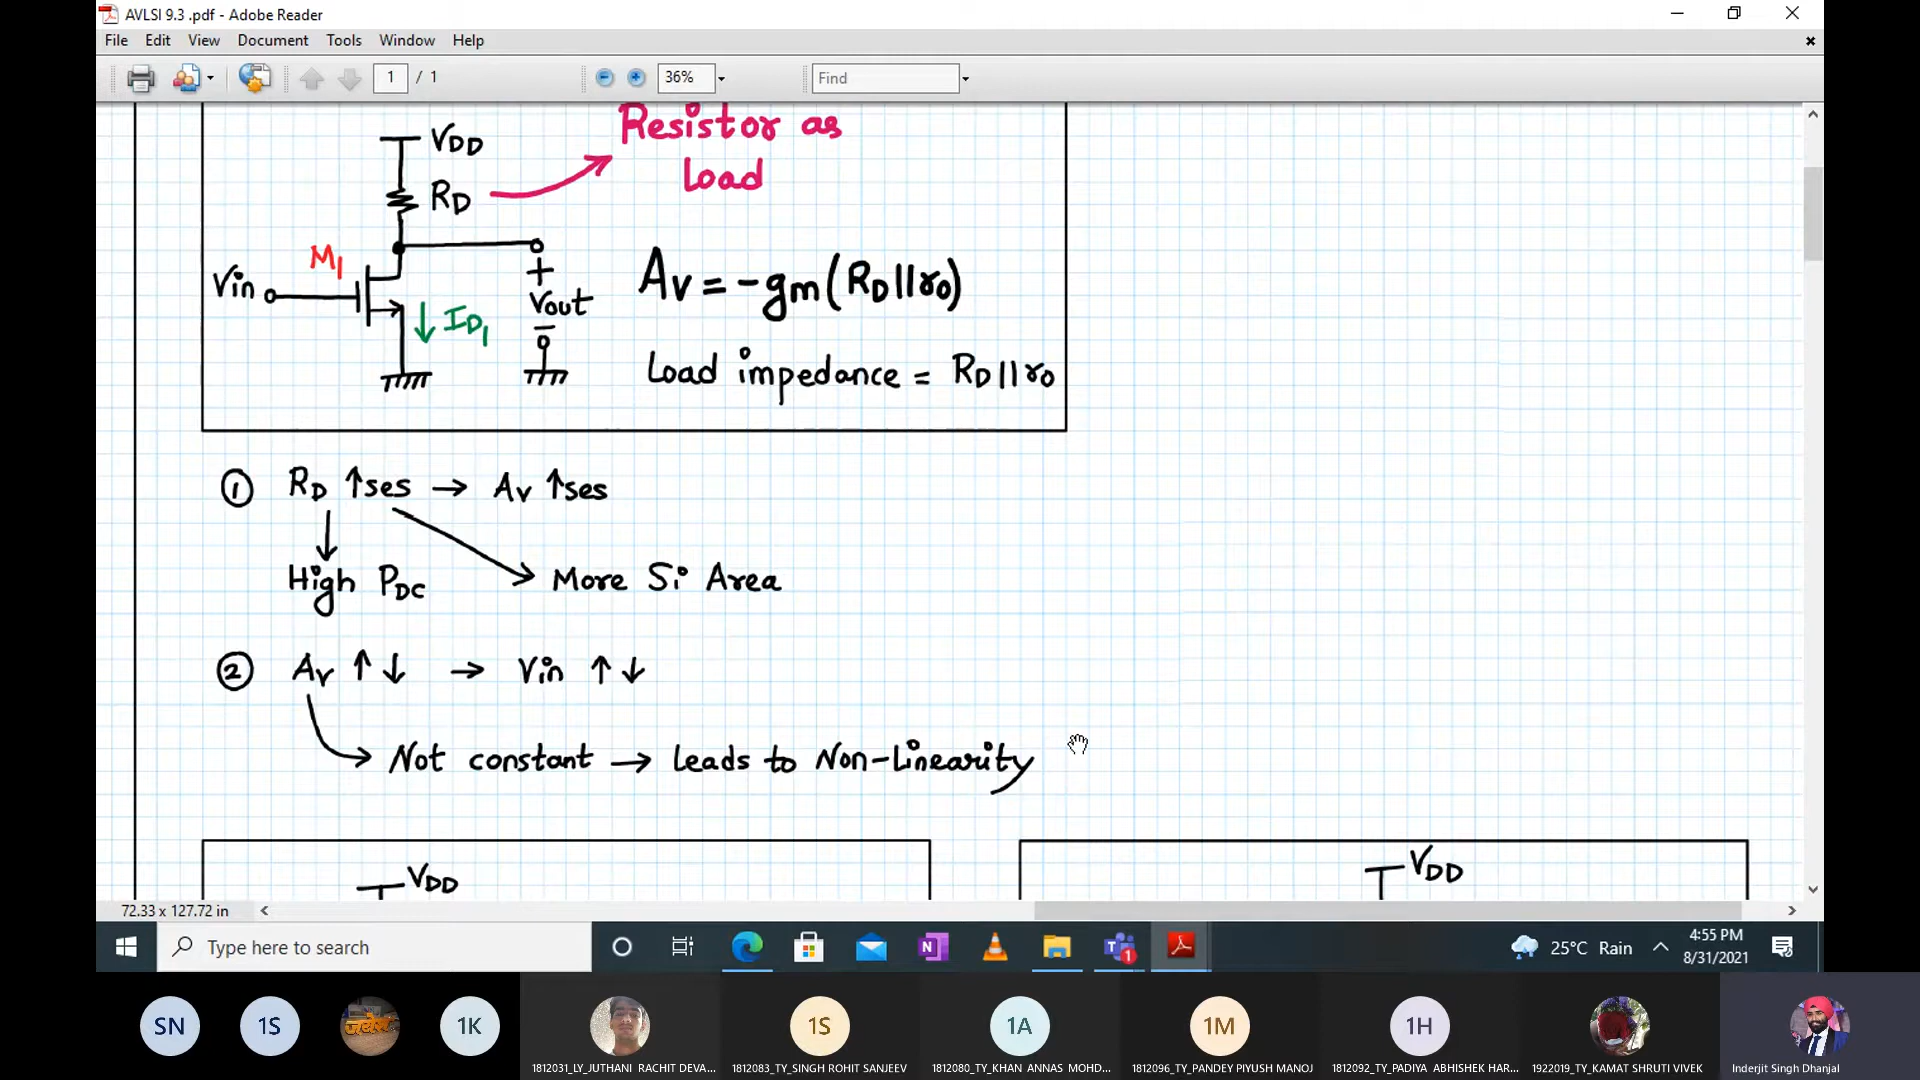 AVLSI 9.3 .pdf - Adobe Reader
File Edit View Document Tools Window Help
1 / 1 36% Find
Resistor as
Load
VDD
RD
M1
Vin
ID1
+
Vout
−
Av = -gm(RD||ro)
Load impedance = RD||ro
① RD ↑ses → Av ↑ses
High PDC
More Si Area
② Av ↑ ↓ → Vin ↑ ↓
Not constant → Leads to Non-Linearity
VDD
VDD
72.33 x 127.72 in
Type here to search
1
25°C Rain
4:55 PM
8/31/2021
SN 1S 1K 1S 1A 1M 1H
1812031_LY_JUTHANI RACHIT DEVA...
1812083_TY_SINGH ROHIT SANJEEV
1812080_TY_KHAN ANNAS MOHD...
1812096_TY_PANDEY PIYUSH MANOJ
1812092_TY_PADIYA ABHISHEK HAR...
1922019_TY_KAMAT SHRUTI VIVEK
Inderjit Singh Dhanjal